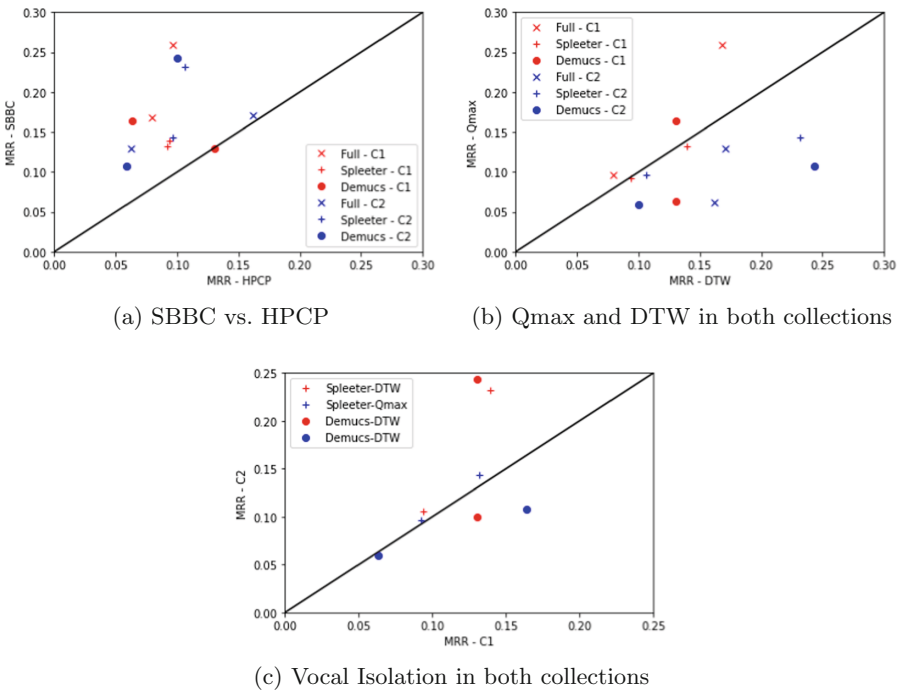 0.30
0.25
0.20
0.15
0.10
0.05
0.00
MRR - SBBC
Full - C1
Spleeter - C1
Demucs - C1
Full - C2
Spleeter - C2
Demucs - C2
0.00 0.05 0.10 0.15 0.20 0.25 0.30
MRR - HPCP
(a) SBBC vs. HPCP
0.30
0.25
0.20
0.15
0.10
0.05
0.00
MRR - Qmax
Full - C1
Spleeter - C1
Demucs - C1
Full - C2
Spleeter - C2
Demucs - C2
0.00 0.05 0.10 0.15 0.20 0.25 0.30
MRR - DTW
(b) Qmax and DTW in both collections
0.25
0.20
0.15
0.10
0.05
0.00
MRR - C2
Spleeter-DTW
Spleeter-Qmax
Demucs-DTW
Demucs-DTW
0.00 0.05 0.10 0.15 0.20 0.25
MRR - C1
(c) Vocal Isolation in both collections